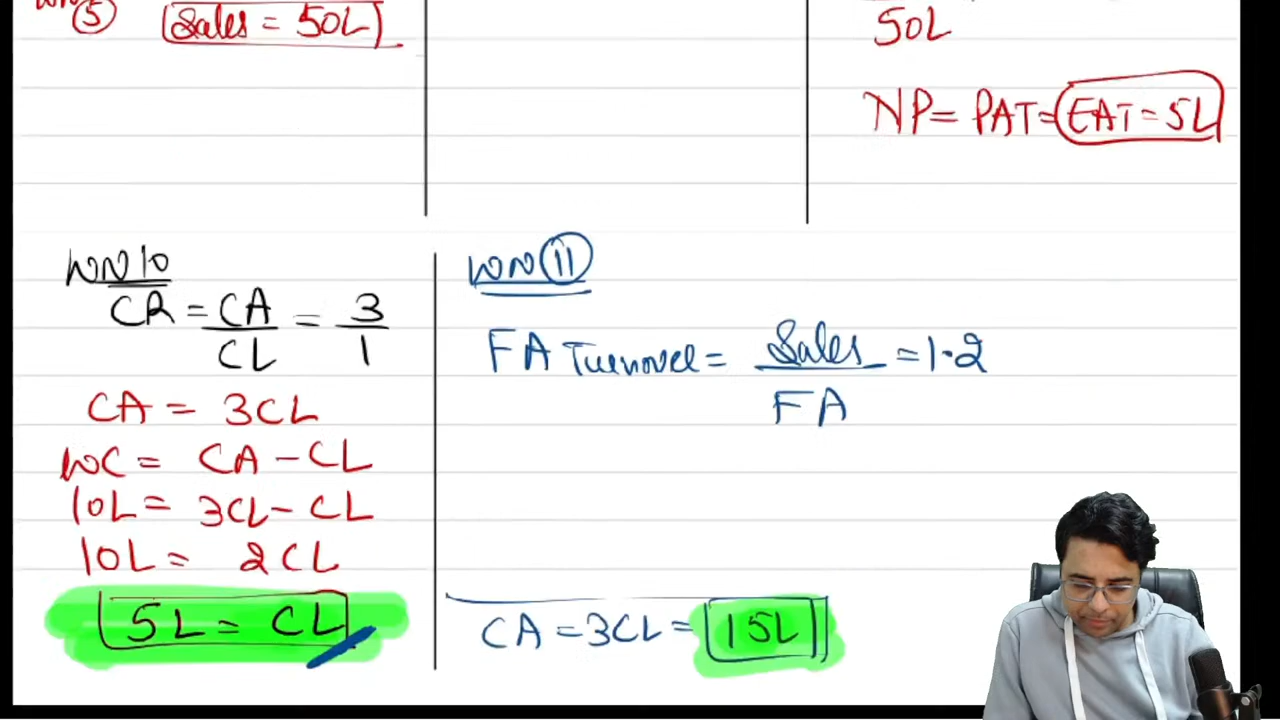 WN 5 Sales = 50L
50L
NP = PAT = EAT = 5L
WN 10
CR = CA/CL = 3/1
CA = 3CL
WC = CA - CL
10L = 3CL - CL
10L = 2CL
5L = CL
WN 11
FA Turnover = Sales/FA = 1.2
CA = 3CL = 15L